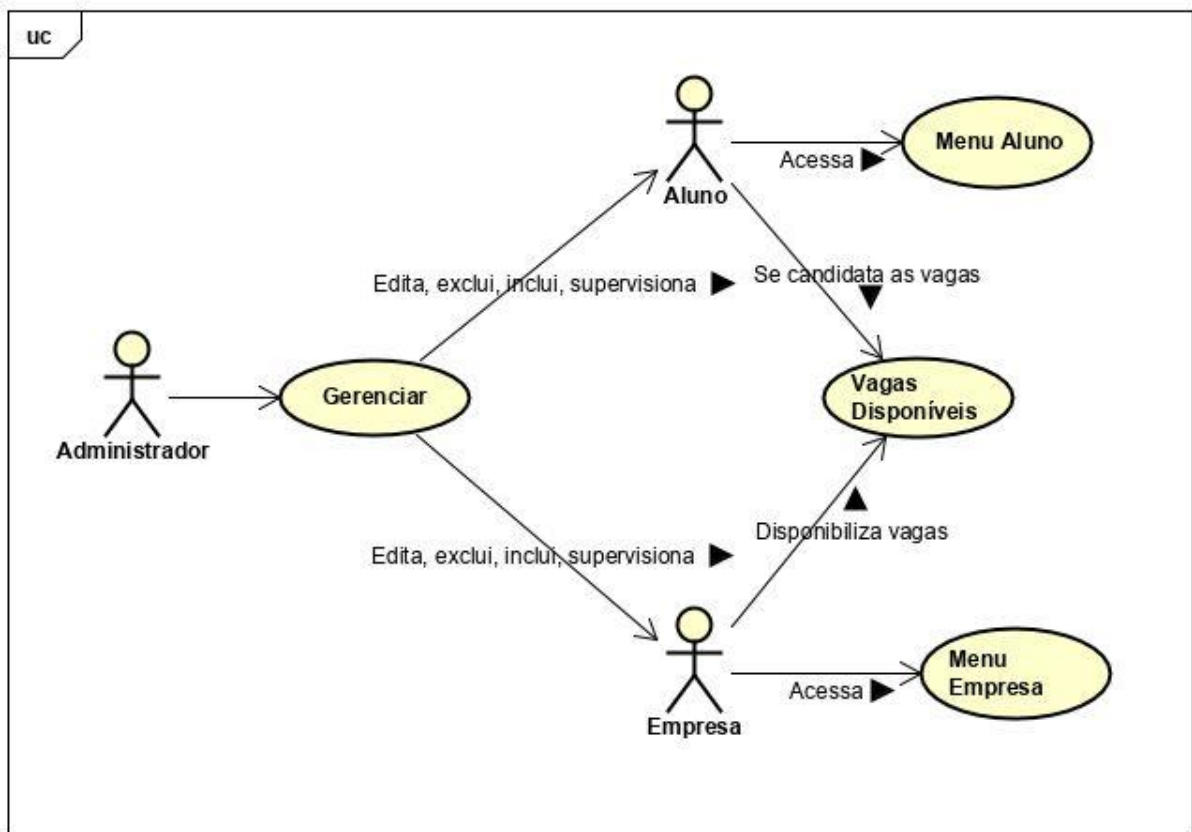 uc
Aluno
Menu Aluno
Acessa
Edita, exclui, inclui, supervisiona
Se candidata as vagas
Administrador
Gerenciar
Vagas
Disponíveis
Edita, exclui, inclui, supervisiona
Disponibiliza vagas
Empresa
Menu
Empresa
Acessa